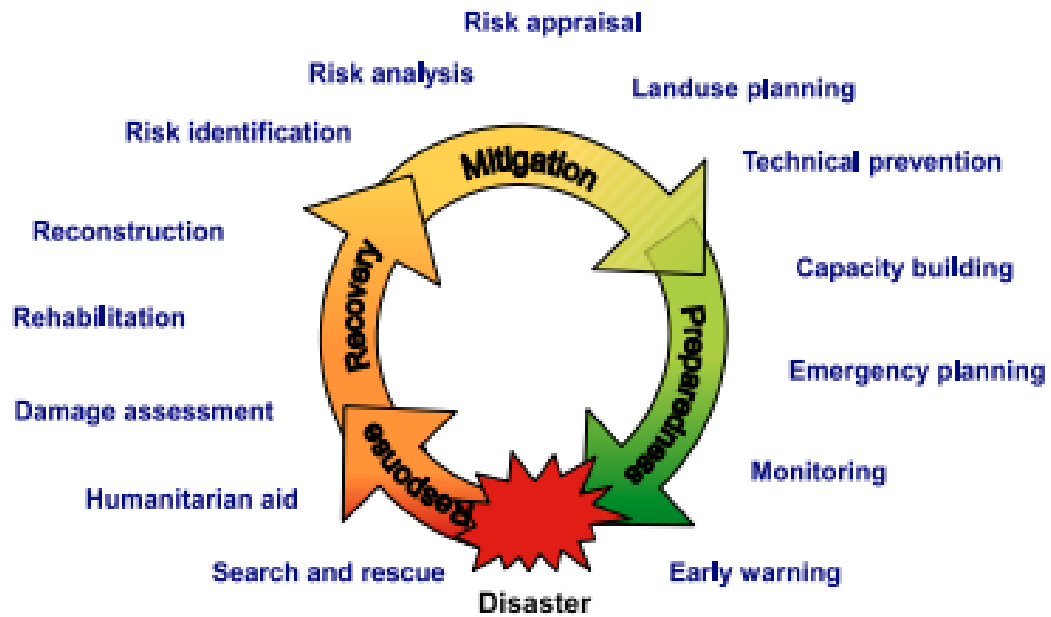 Risk appraisal
Risk analysis
Landuse planning
Risk identification
Mitigation
Technical prevention
Reconstruction
Recovery
Capacity building
Rehabilitation
Preparedness
Emergency planning
Damage assessment
Response
Monitoring
Humanitarian aid
Search and rescue
Early warning
Disaster